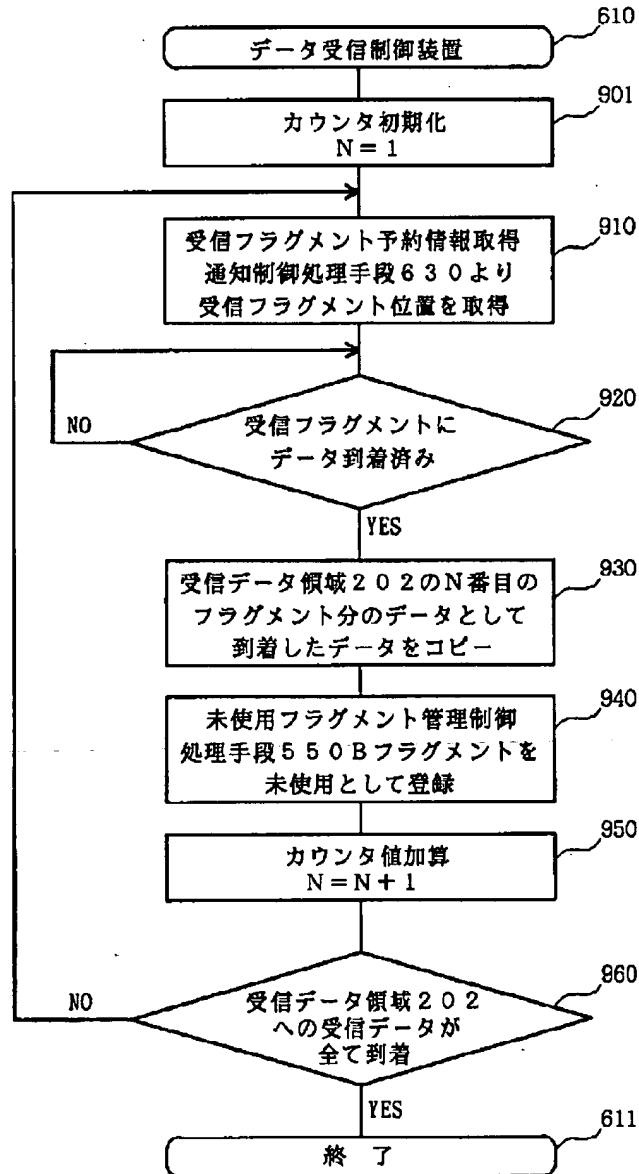 610
データ受信制御装置
901
カウンタ初期化
N=1
910
受信フラグメント予約情報取得
通知制御処理手段630より
受信フラグメント位置を取得
920
NO
受信フラグメントに
データ到着済み
YES
930
受信データ領域202のN番目の
フラグメント分のデータとして
到着したデータをコピー
940
未使用フラグメント管理制御
処理手段550Bフラグメントを
未使用として登録
950
カウンタ値加算
N=N+1
960
NO
受信データ領域202
への受信データが
全て到着
YES
611
終 了